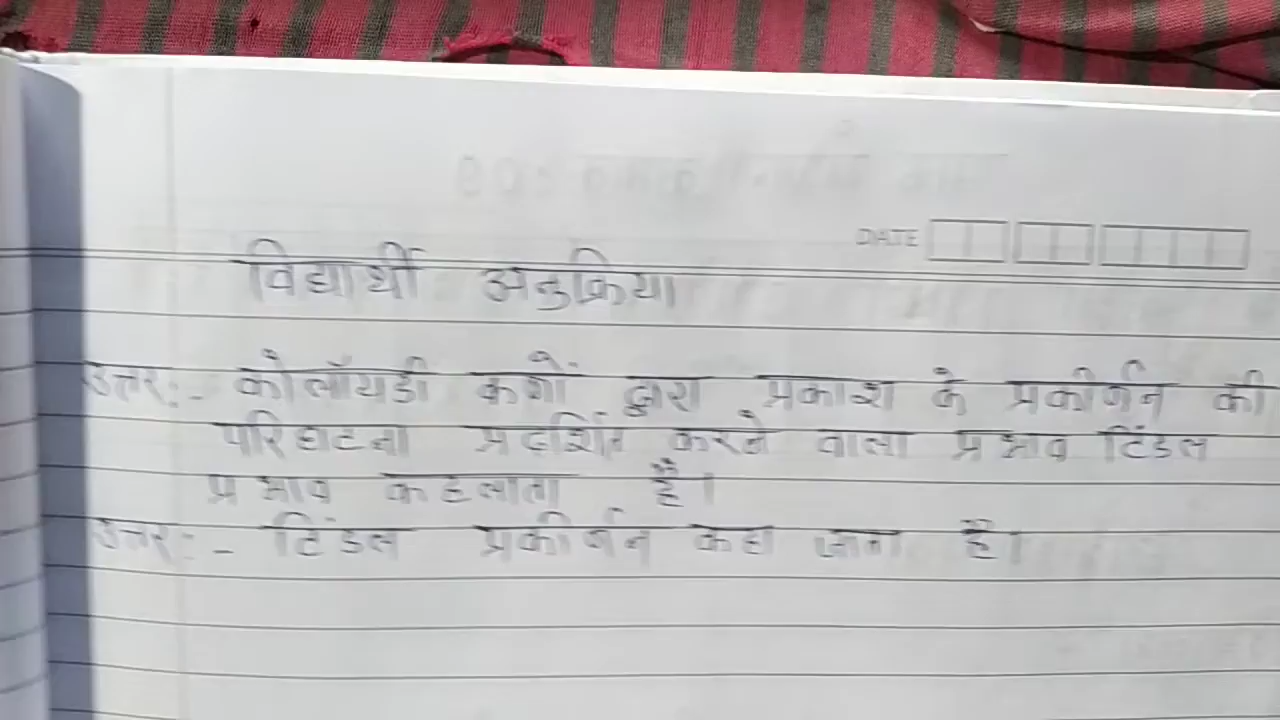 DATE
विद्यार्थी अनुक्रिया
उत्तर:- कोलॉयडी कणों द्वारा प्रकाश के प्रकीर्णन की
परिघटना प्रदर्शित करने वाला प्रभाव टिंडल
प्रभाव कहलाता है।
उत्तर:- टिंडल प्रकीर्णन कहा जाता है।